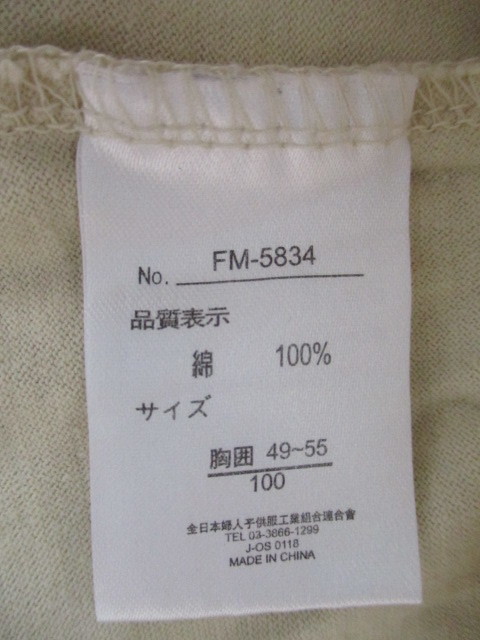 No. FM-5834
品質表示
綿 100%
サイズ
胸囲 49~55
100
全日本婦人子供服工業組合連合會
TEL 03-3866-1299
J-OS 0118
MADE IN CHINA